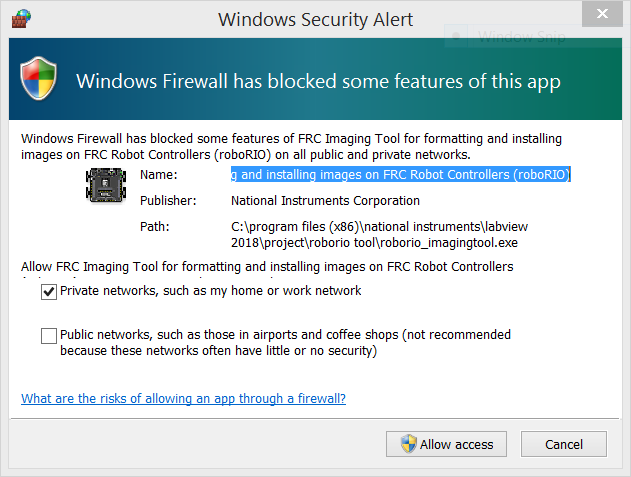 Windows Security Alert
Window Snip
Windows Firewall has blocked some features of this app
Windows Firewall has blocked some features of FRC Imaging Tool for formatting and installing
images on FRC Robot Controllers (roboRIO) on all public and private networks.
Name: g and installing images on FRC Robot Controllers (roboRIO)
Publisher: National Instruments Corporation
Path: C:\program files (x86)\national instruments\labview
2018\project\roborio tool\roborio_imagingtool.exe
Allow FRC Imaging Tool for formatting and installing images on FRC Robot Controllers
Private networks, such as my home or work network
Public networks, such as those in airports and coffee shops (not recommended
because these networks often have little or no security)
What are the risks of allowing an app through a firewall?
Allow access Cancel